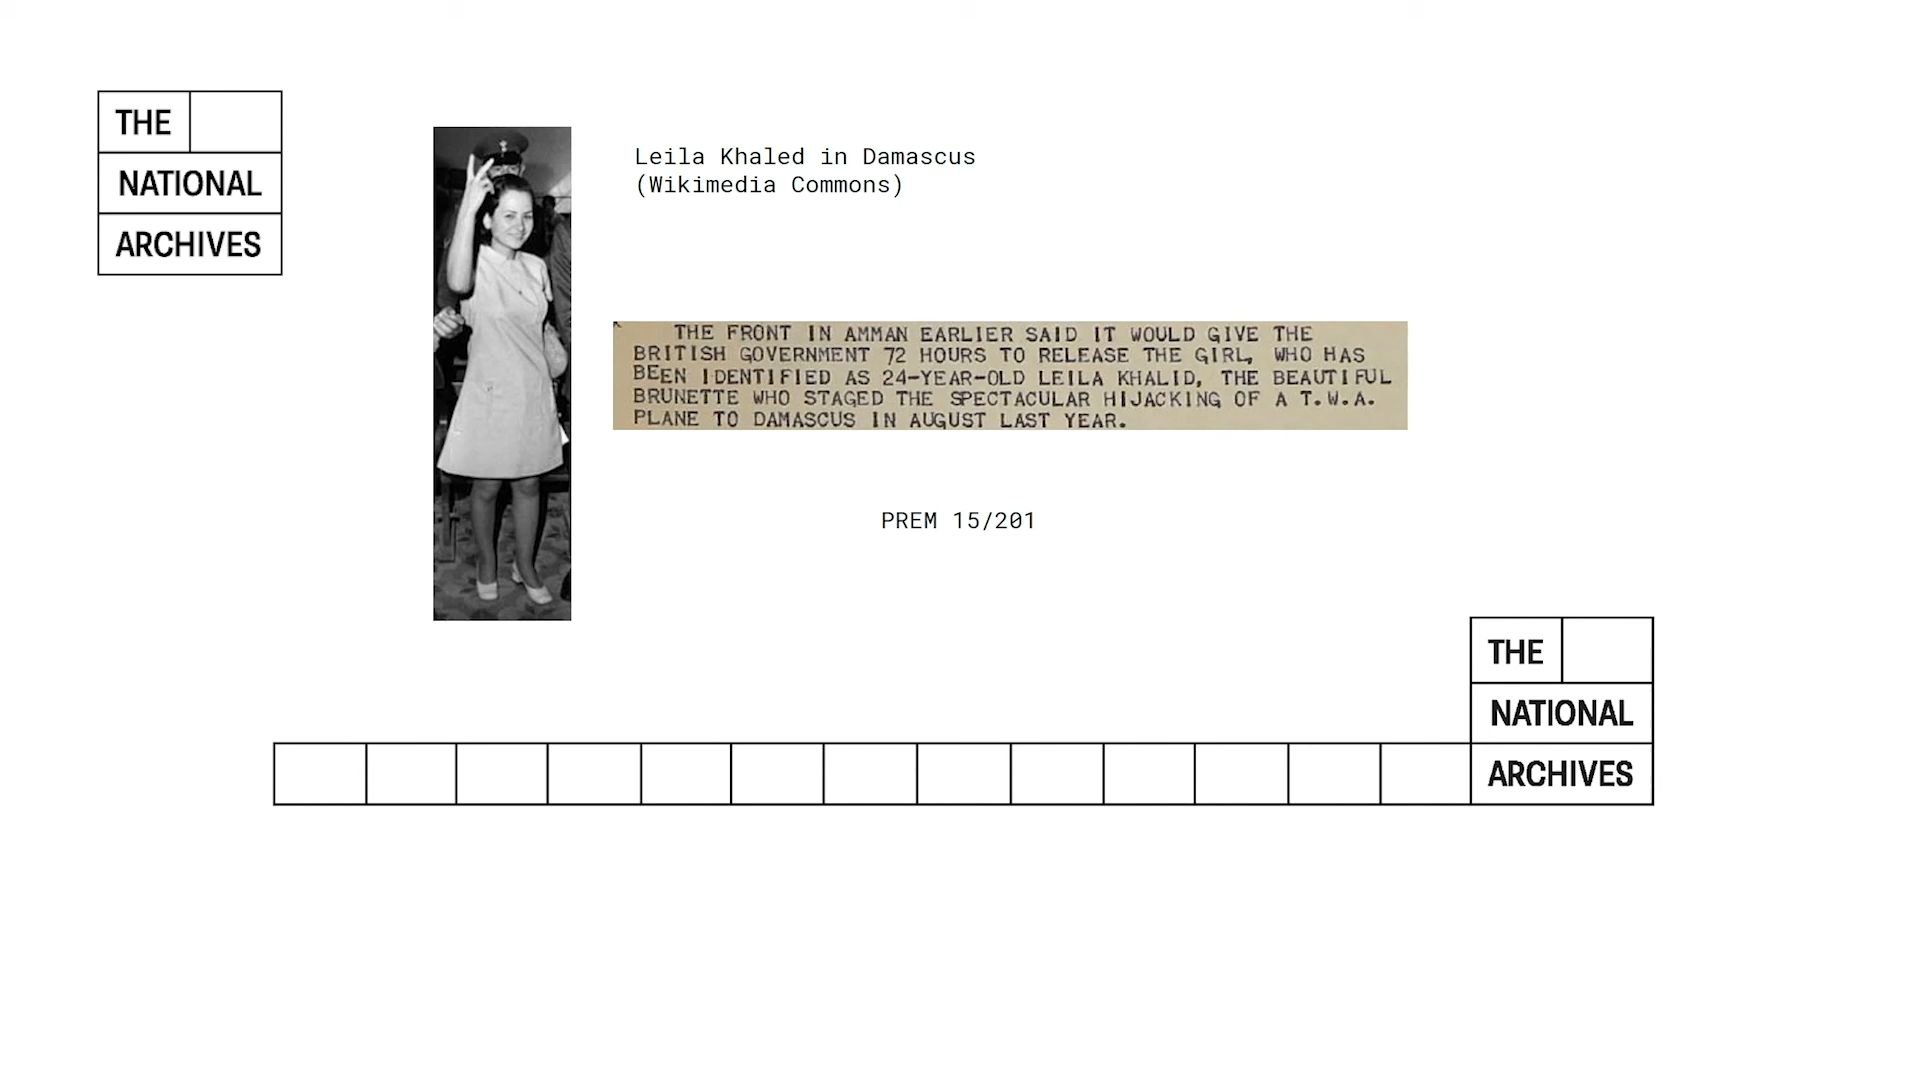 THE
NATIONAL
ARCHIVES
Leila Khaled in Damascus
(Wikimedia Commons)
THE FRONT IN AMMAN EARLIER SAID IT WOULD GIVE THE
BRITISH GOVERNMENT 72 HOURS TO RELEASE THE GIRL, WHO HAS
BEEN IDENTIFIED AS 24-YEAR-OLD LEILA KHALID, THE BEAUTIFUL
BRUNETTE WHO STAGED THE SPECTACULAR HIJACKING OF A T.W.A.
PLANE TO DAMASCUS IN AUGUST LAST YEAR.
PREM 15/201
THE
NATIONAL
ARCHIVES